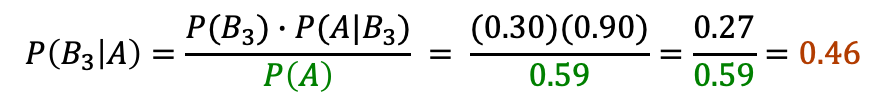 P(B₃|A) = P(B₃) · P(A|B₃) / P(A) = (0.30)(0.90) / 0.59 = 0.27 / 0.59 = 0.46